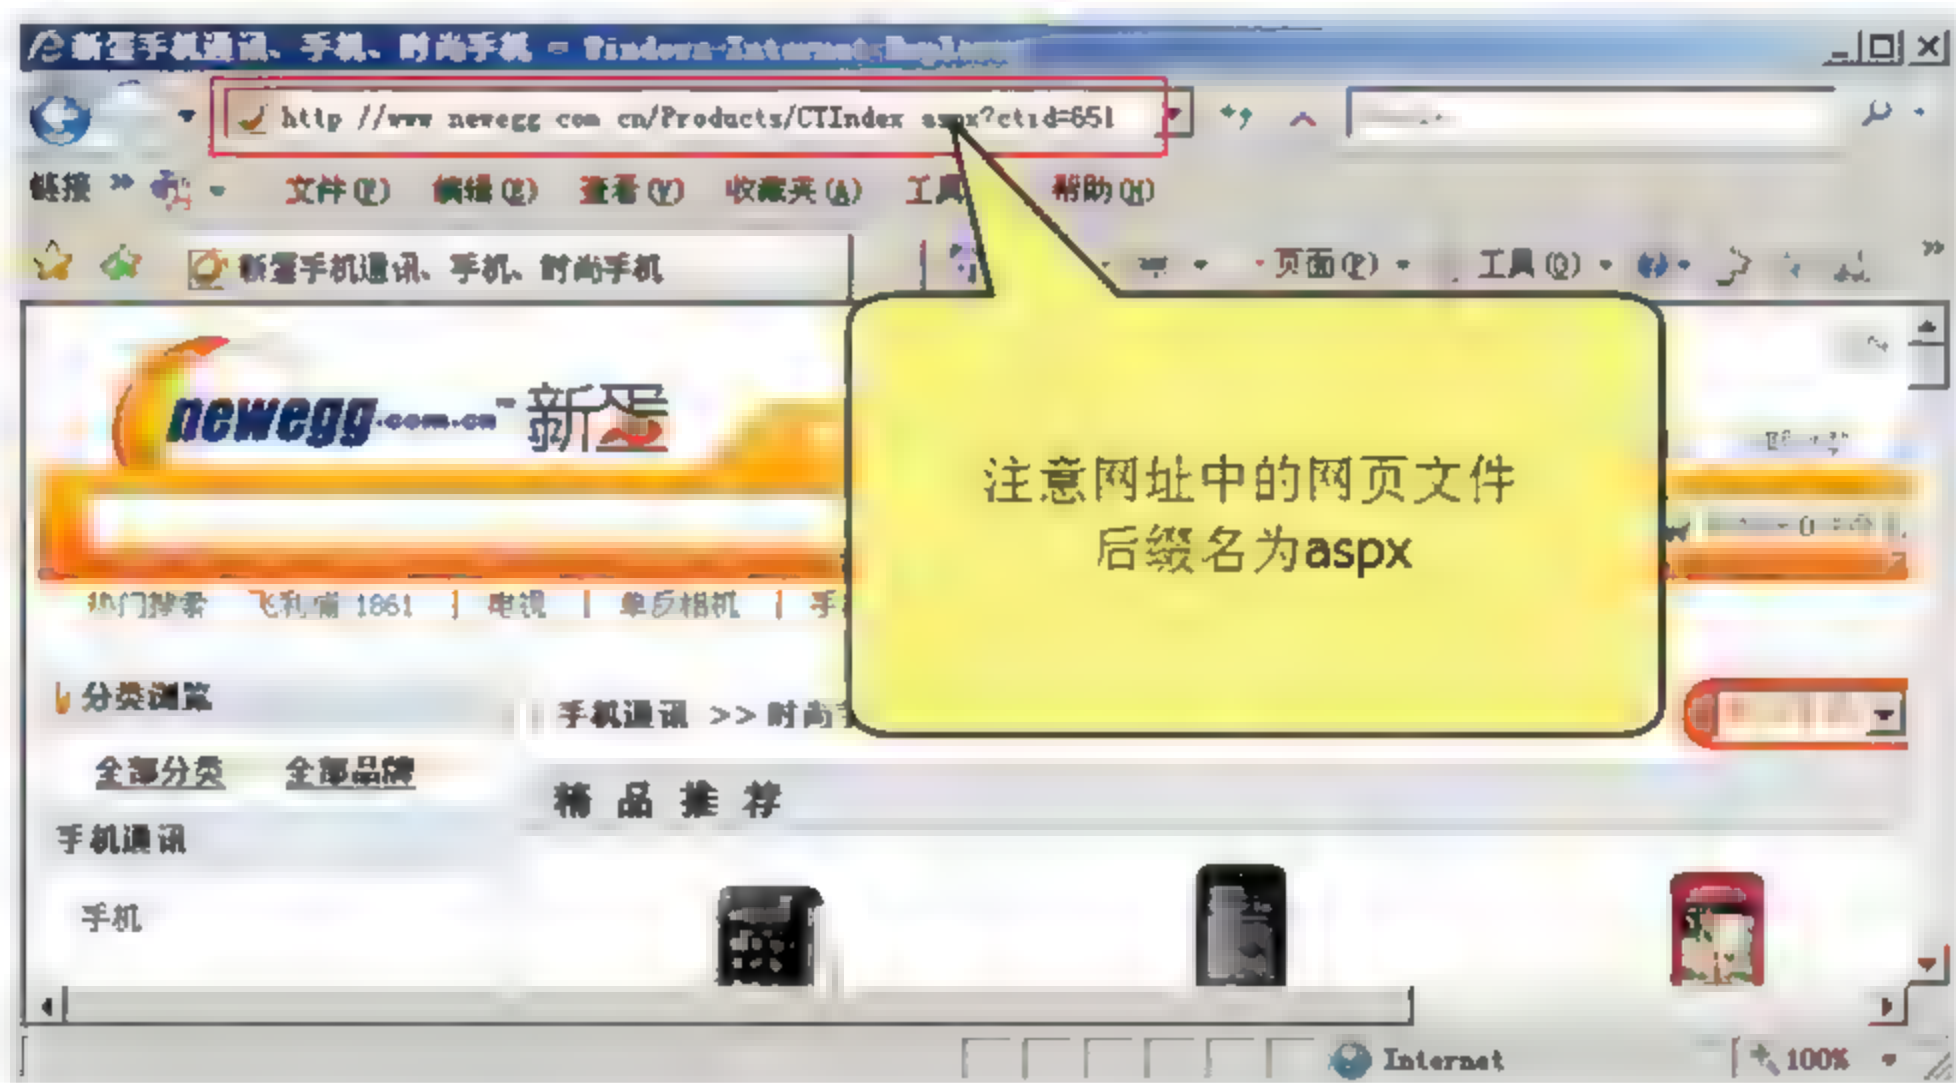 新蛋手机通讯、手机、时尚手机 - Windows Internet Explorer
http //www newegg com cn/Products/CTIndex aspx?ctid=651
链接 » 文件(F) 编辑(E) 查看(V) 收藏夹(A) 工具 帮助(H)
新蛋手机通讯、手机、时尚手机 页面(P) 工具(O) »
newegg.com.cn™ 新蛋
注意网址中的网页文件
后缀名为aspx
热门搜索 飞利浦 1861 | 电视 | 单反相机 | 手
分类浏览
手机通讯 >> 时尚手
全部分类 全部品牌
精 品 推 荐
手机通讯
手机
Internet 100%